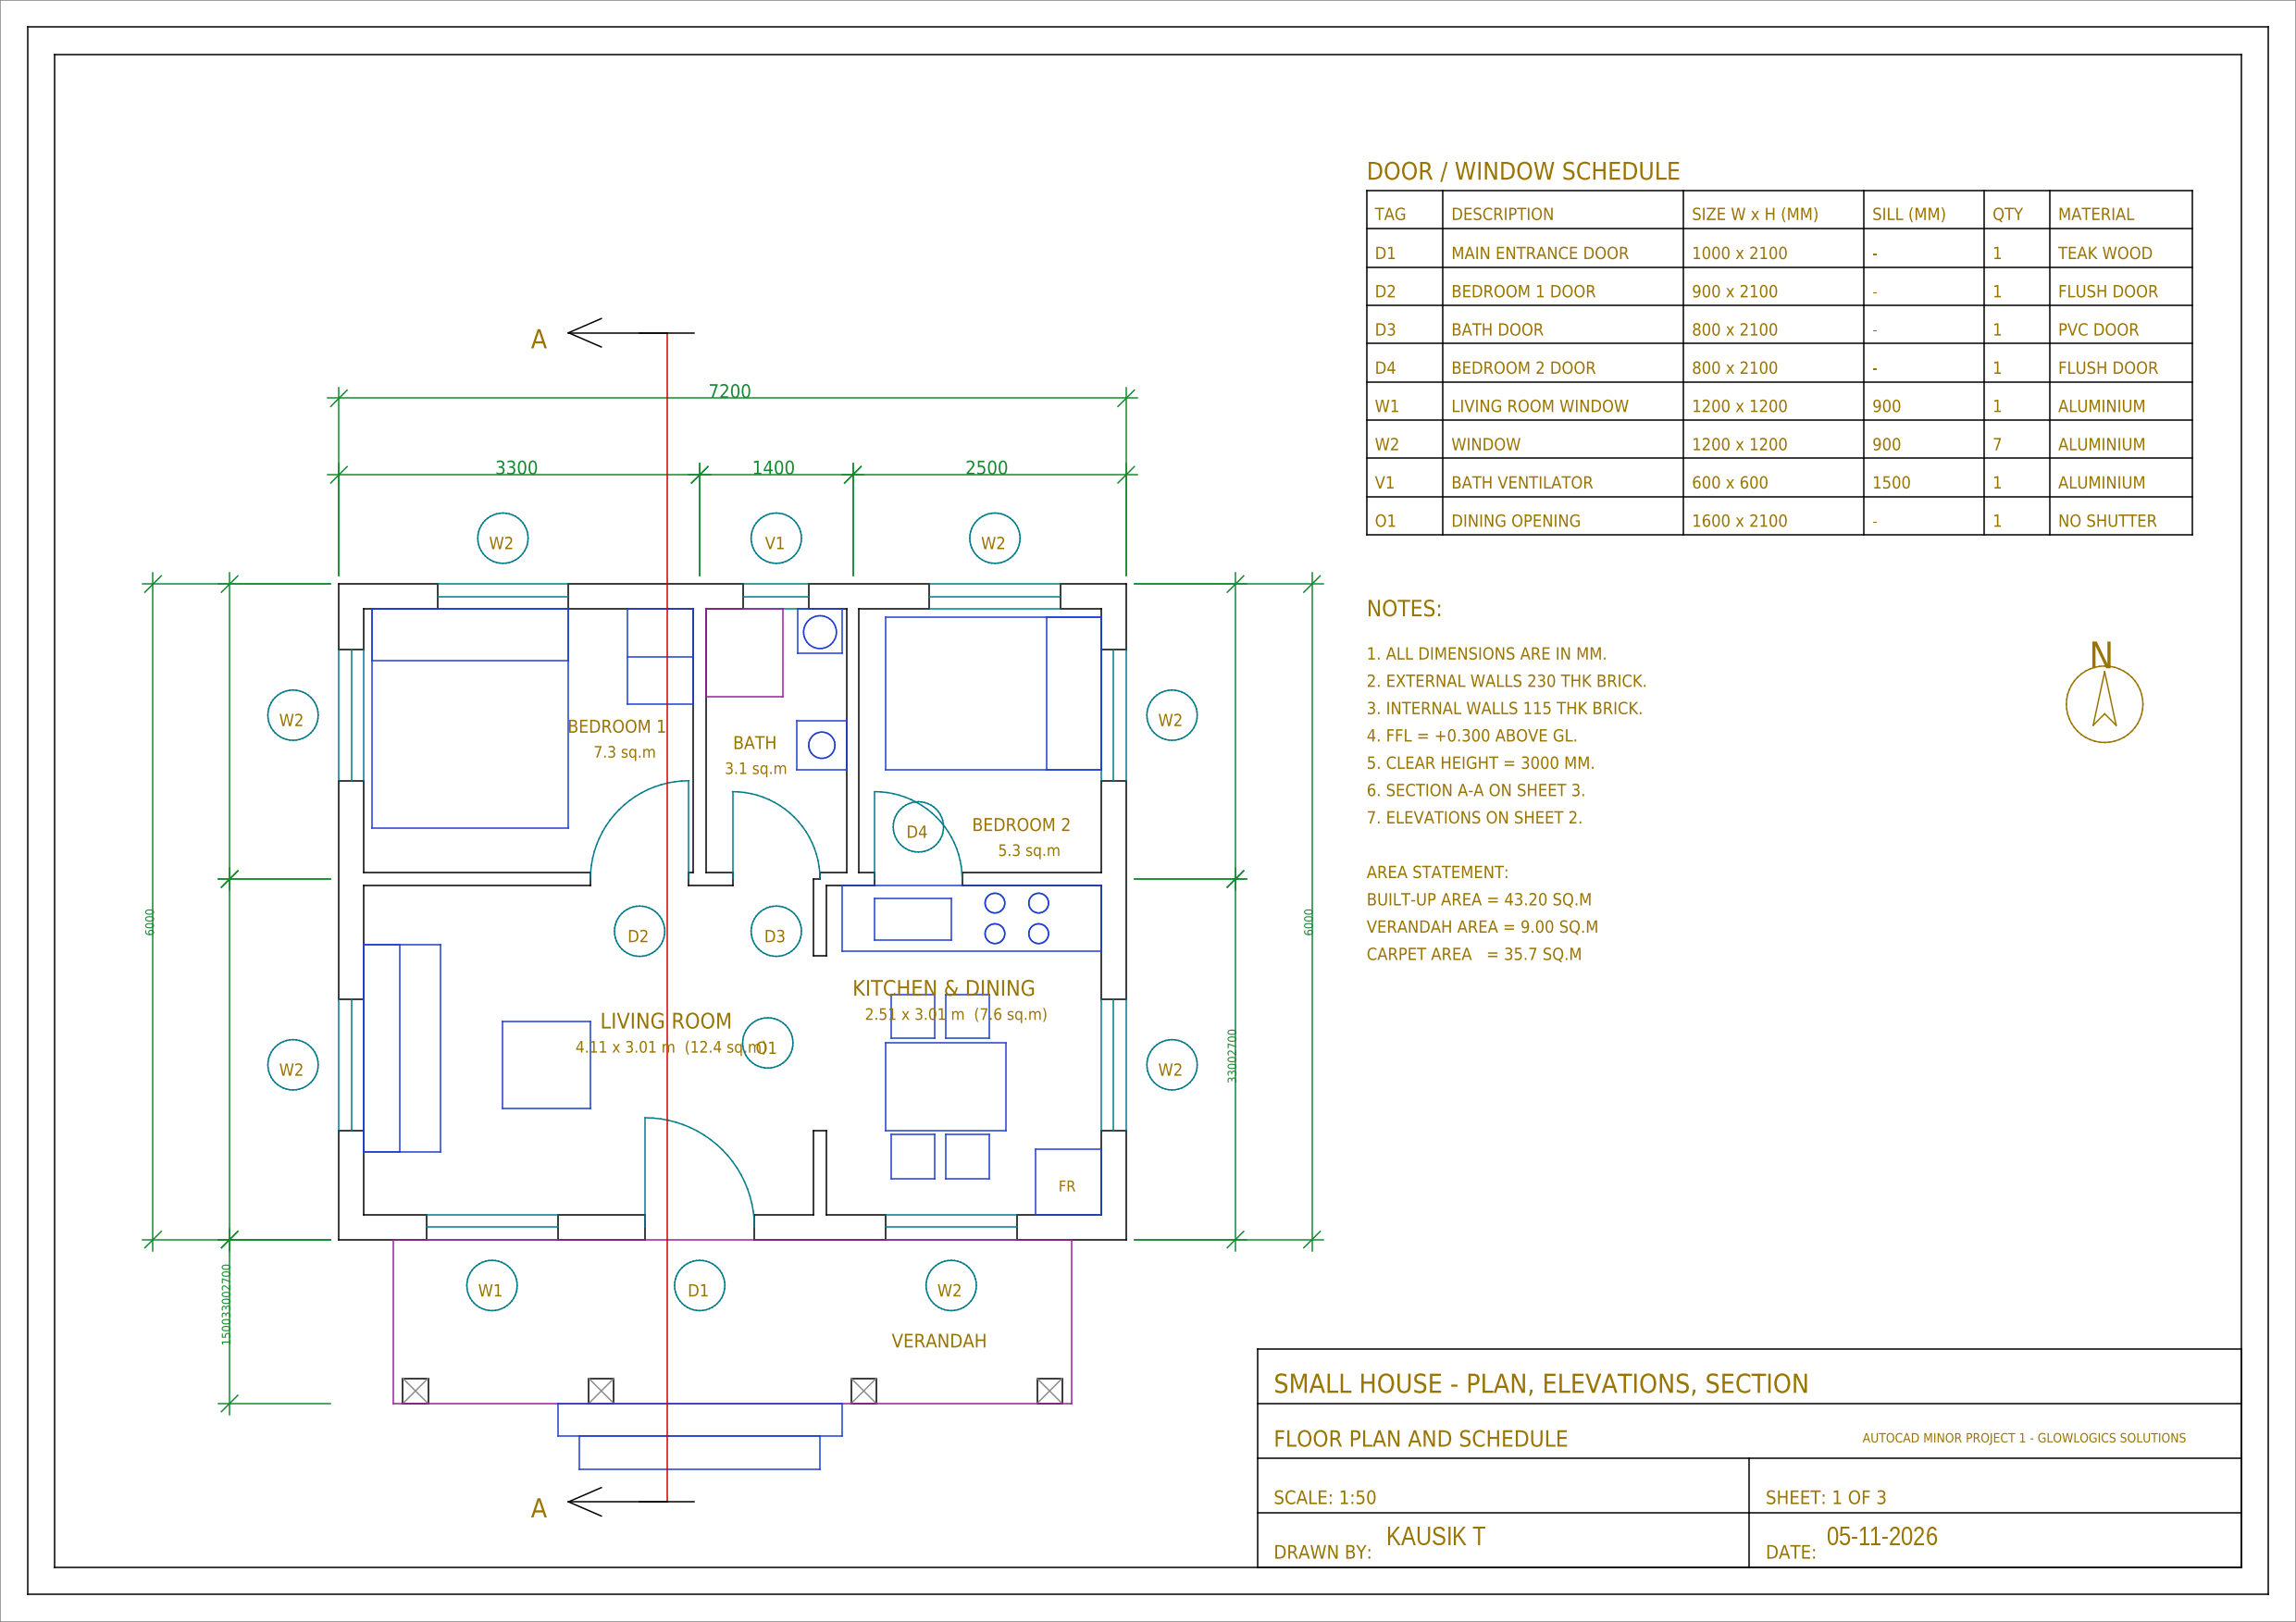 DOOR / WINDOW SCHEDULE
TAG DESCRIPTION SIZE W x H (MM) SILL (MM) QTY MATERIAL
D1 MAIN ENTRANCE DOOR 1000 x 2100 - 1 TEAK WOOD
D2 BEDROOM 1 DOOR 900 x 2100 - 1 FLUSH DOOR
D3 BATH DOOR 800 x 2100 - 1 PVC DOOR
D4 BEDROOM 2 DOOR 800 x 2100 - 1 FLUSH DOOR
W1 LIVING ROOM WINDOW 1200 x 1200 900 1 ALUMINIUM
W2 WINDOW 1200 x 1200 900 7 ALUMINIUM
V1 BATH VENTILATOR 600 x 600 1500 1 ALUMINIUM
O1 DINING OPENING 1600 x 2100 - 1 NO SHUTTER
A
7200
3300 1400 2500
W2 V1 W2
W2 W2
BEDROOM 1
7.3 sq.m
BATH
3.1 sq.m
D4
BEDROOM 2
5.3 sq.m
6000
6000
D2 D3
KITCHEN & DINING
2.51 x 3.01 m (7.6 sq.m)
LIVING ROOM
4.11 x 3.01 m (12.4 sq.m)
O1
W2 W2
33002700
FR
W1 D1 W2
150033002700
VERANDAH
A
NOTES:
1. ALL DIMENSIONS ARE IN MM.
2. EXTERNAL WALLS 230 THK BRICK.
3. INTERNAL WALLS 115 THK BRICK.
4. FFL = +0.300 ABOVE GL.
5. CLEAR HEIGHT = 3000 MM.
6. SECTION A-A ON SHEET 3.
7. ELEVATIONS ON SHEET 2.
N
AREA STATEMENT:
BUILT-UP AREA = 43.20 SQ.M
VERANDAH AREA = 9.00 SQ.M
CARPET AREA = 35.7 SQ.M
SMALL HOUSE - PLAN, ELEVATIONS, SECTION
FLOOR PLAN AND SCHEDULE
AUTOCAD MINOR PROJECT 1 - GLOWLOGICS SOLUTIONS
SCALE: 1:50
SHEET: 1 OF 3
DRAWN BY: KAUSIK T
DATE: 05-11-2026